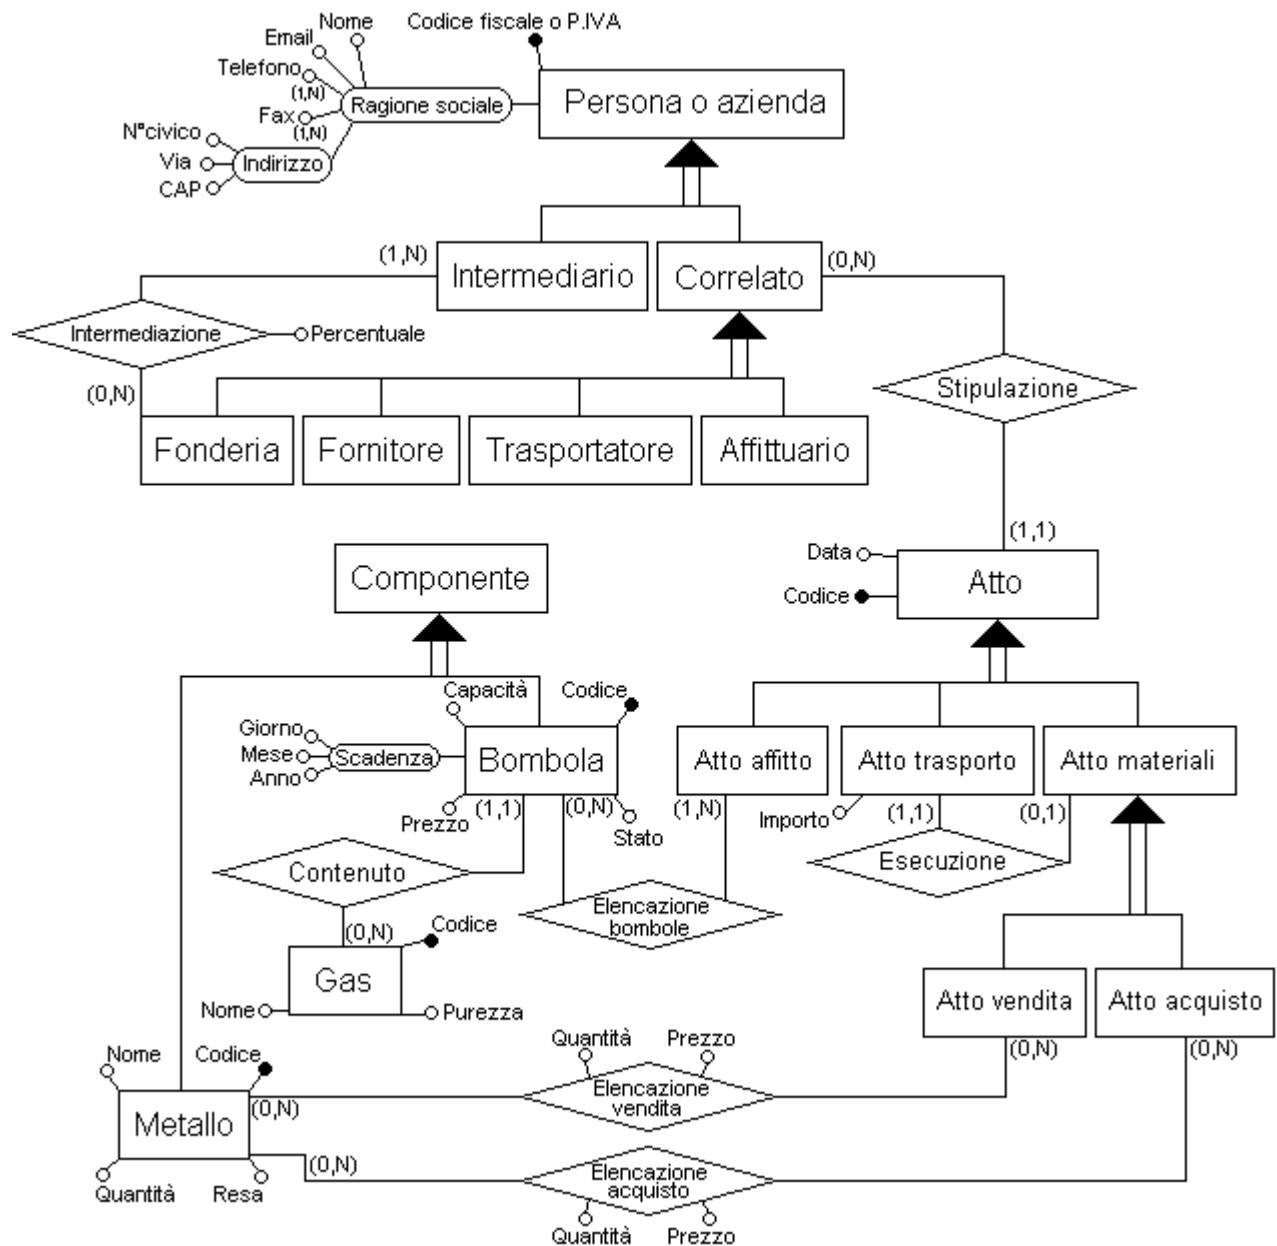 Nome
Codice fiscale o P.IVA
Email
Telefono
(1,N)
Ragione sociale
Persona o azienda
Fax
(1,N)
N°civico
Via
Indirizzo
CAP
(1,N)
Intermediario
Correlato
(0,N)
Intermediazione
Percentuale
(0,N)
Stipulazione
Fonderia
Fornitore
Trasportatore
Affittuario
(1,1)
Data
Atto
Codice
Componente
Capacità
Codice
Giorno
Mese
Scadenza
Anno
Bombola
Atto affitto
Atto trasporto
Atto materiali
Prezzo
(1,1)
(0,N)
Stato
(1,N)
Importo
(1,1)
(0,1)
Contenuto
Esecuzione
Elencazione
bombole
(0,N)
Codice
Gas
Nome
Purezza
Atto vendita
Atto acquisto
(0,N)
(0,N)
Nome
Codice
Quantità
Prezzo
(0,N)
Elencazione
vendita
Metallo
(0,N)
Elencazione
acquisto
Quantità
Resa
Quantità
Prezzo